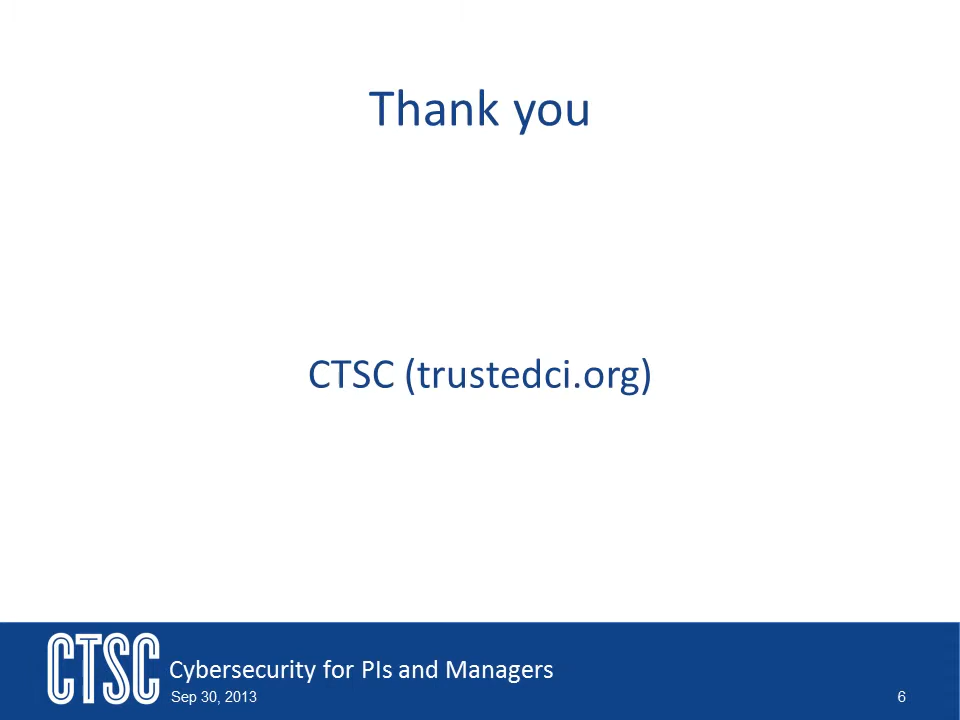 Thank you
CTSC (trustedci.org)
CTSC
Cybersecurity for PIs and Managers
Sep 30, 2013
6